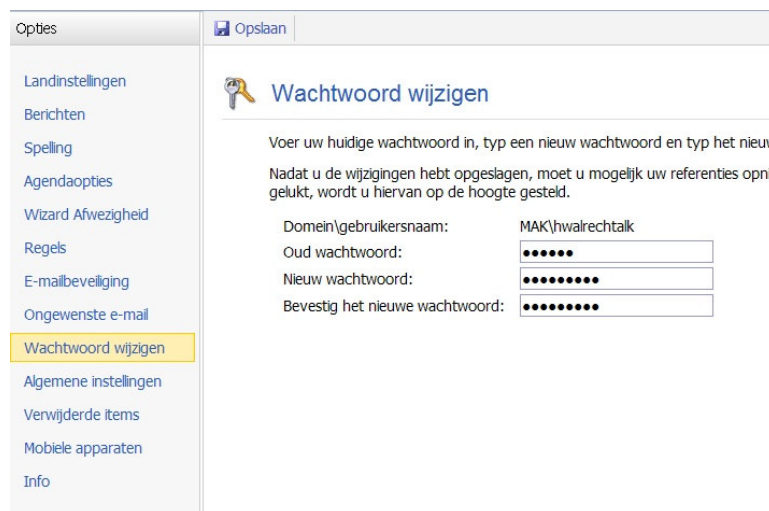 Opties
Opslaan
Landinstellingen
Berichten
Spelling
Agendaopties
Wizard Afwezigheid
Regels
E-mailbeveiliging
Ongewenste e-mail
Wachtwoord wijzigen
Algemene instellingen
Verwijderde items
Mobiele apparaten
Info
Wachtwoord wijzigen
Voer uw huidige wachtwoord in, typ een nieuw wachtwoord en typ het
Nadat u de wijzigingen hebt opgeslagen, moet u mogelijk uw referenties
gelukt, wordt u hiervan op de hoogte gesteld.
Domein\gebruikersnaam: MAK\hwalrechtalk
Oud wachtwoord: ●●●●●●
Nieuw wachtwoord: ●●●●●●●●●
Bevestig het nieuwe wachtwoord: ●●●●●●●●●